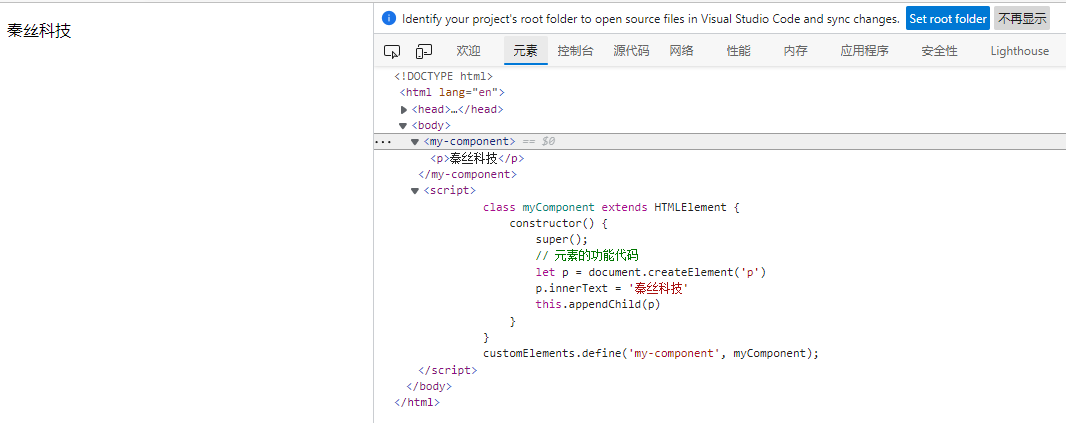 秦丝科技
Identify your project's root folder to open source files in Visual Studio Code and sync changes. Set root folder 不再显示
欢迎 元素 控制台 源代码 网络 性能 内存 应用程序 安全性 Lighthouse
<!DOCTYPE html>
<html lang="en">
<head>…</head>
<body>
<my-component> == $0
<p>秦丝科技</p>
</my-component>
<script>
class myComponent extends HTMLElement {
constructor() {
super();
// 元素的功能代码
let p = document.createElement('p')
p.innerText = '秦丝科技'
this.appendChild(p)
}
}
customElements.define('my-component', myComponent);
</script>
</body>
</html>